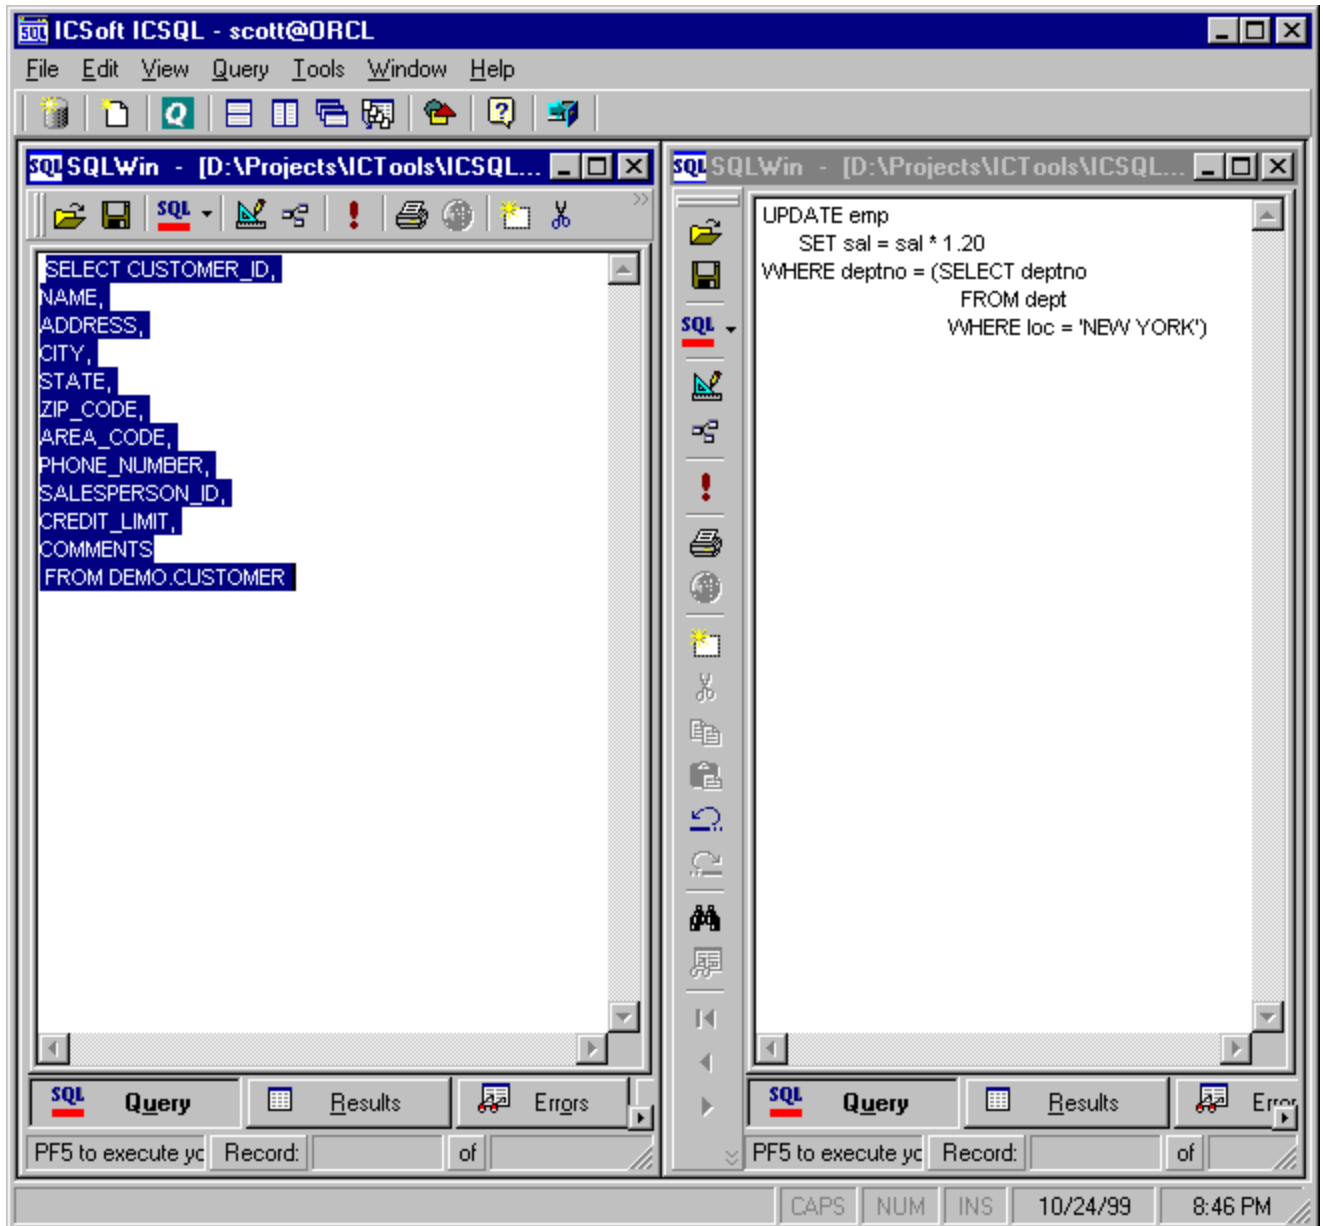 ICSoft ICSQL - scott@ORCL
File Edit View Query Tools Window Help
SQLWin - [D:\Projects\ICTools\ICSQL...
SQL
SELECT CUSTOMER_ID,
NAME,
ADDRESS,
CITY,
STATE,
ZIP_CODE,
AREA_CODE,
PHONE_NUMBER,
SALESPERSON_ID,
CREDIT_LIMIT,
COMMENTS
FROM DEMO.CUSTOMER
SQL Query Results Errors
PF5 to execute yo Record: of
SQLWin - [D:\Projects\ICTools\ICSQL...
SQL
UPDATE emp
SET sal = sal * 1.20
WHERE deptno = (SELECT deptno
FROM dept
WHERE loc = 'NEW YORK')
SQL Query Results Error
PF5 to execute yo Record: of
CAPS NUM INS 10/24/99 8:46 PM